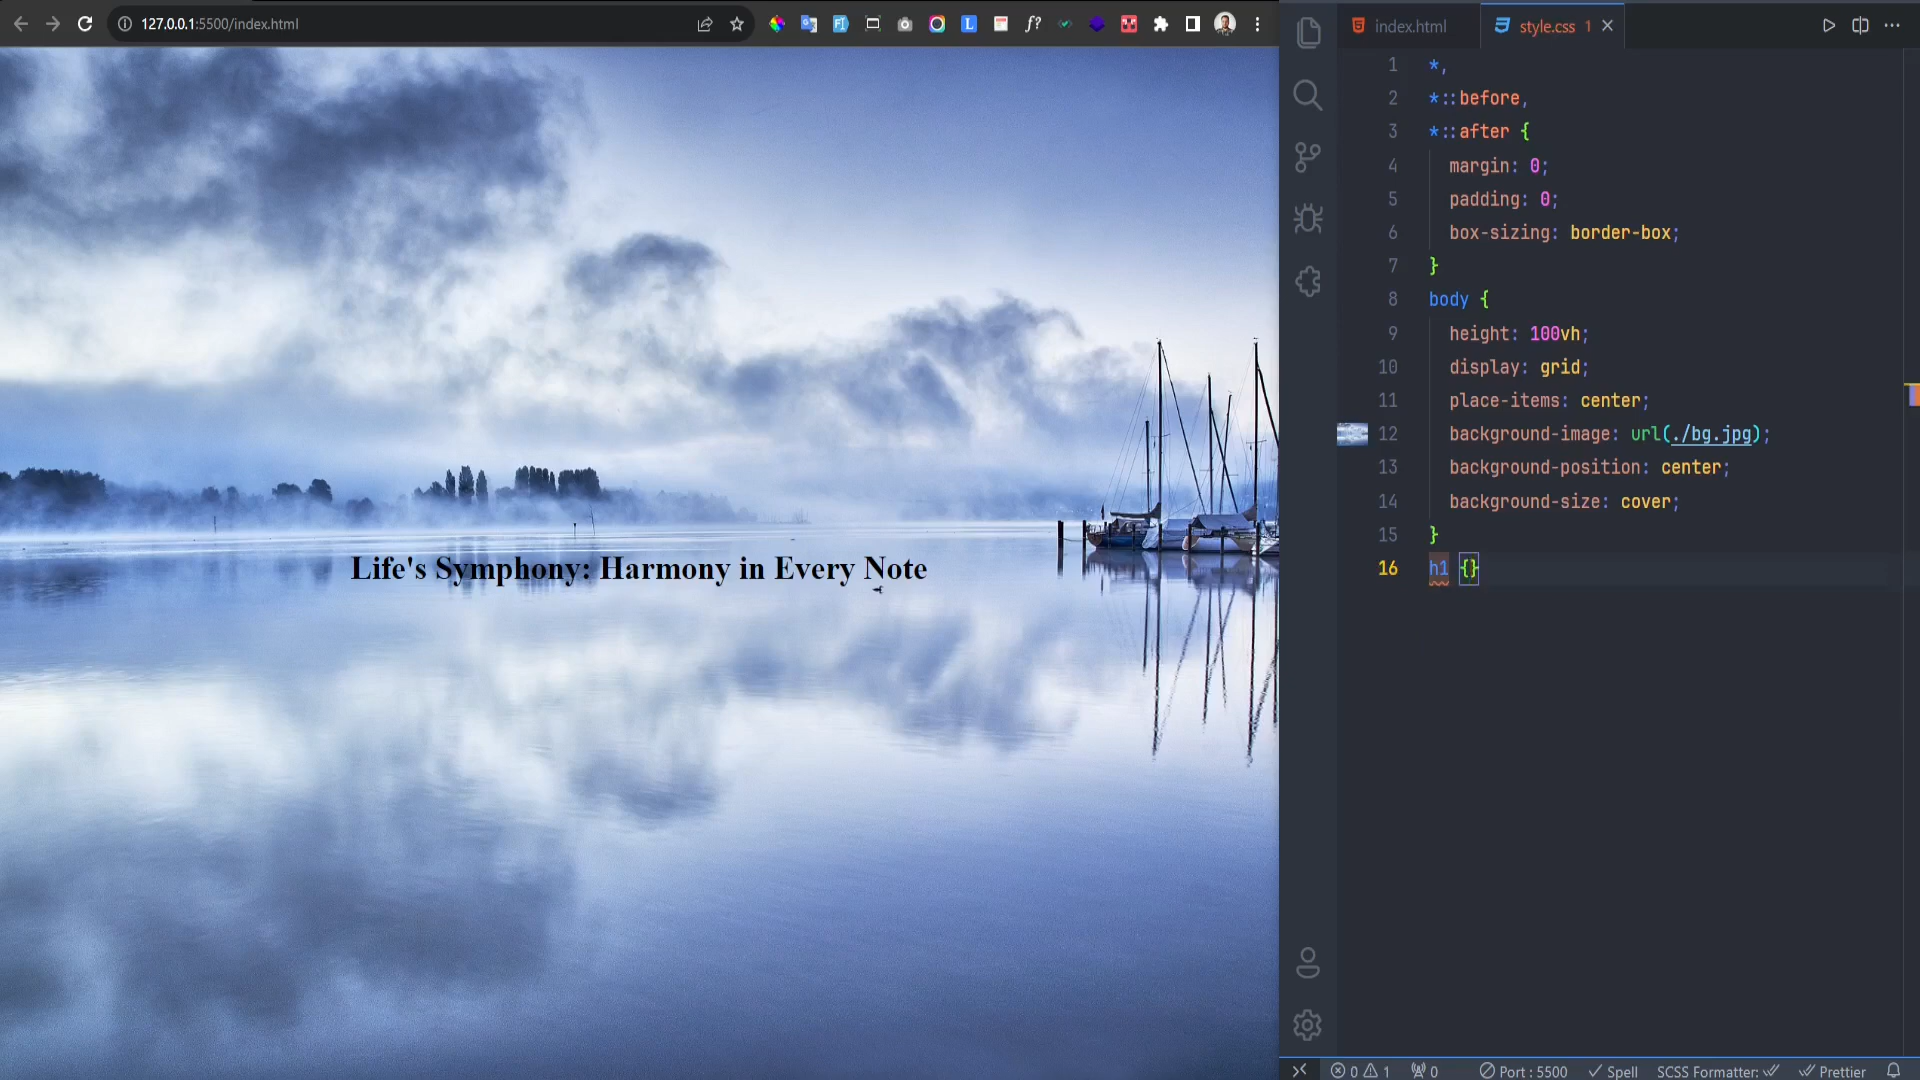 127.0.0.1:5500/index.html
f?
L
index.html
style.css 1
1 *,
2 *::before,
3 *::after {
4 margin: 0;
5 padding: 0;
6 box-sizing: border-box;
7 }
8 body {
9 height: 100vh;
10 display: grid;
11 place-items: center;
12 background-image: url(./bg.jpg);
13 background-position: center;
14 background-size: cover;
15 }
16 h1 {}
Life's Symphony: Harmony in Every Note
0 1 0 Port : 5500 Spell SCSS Formatter: Prettier